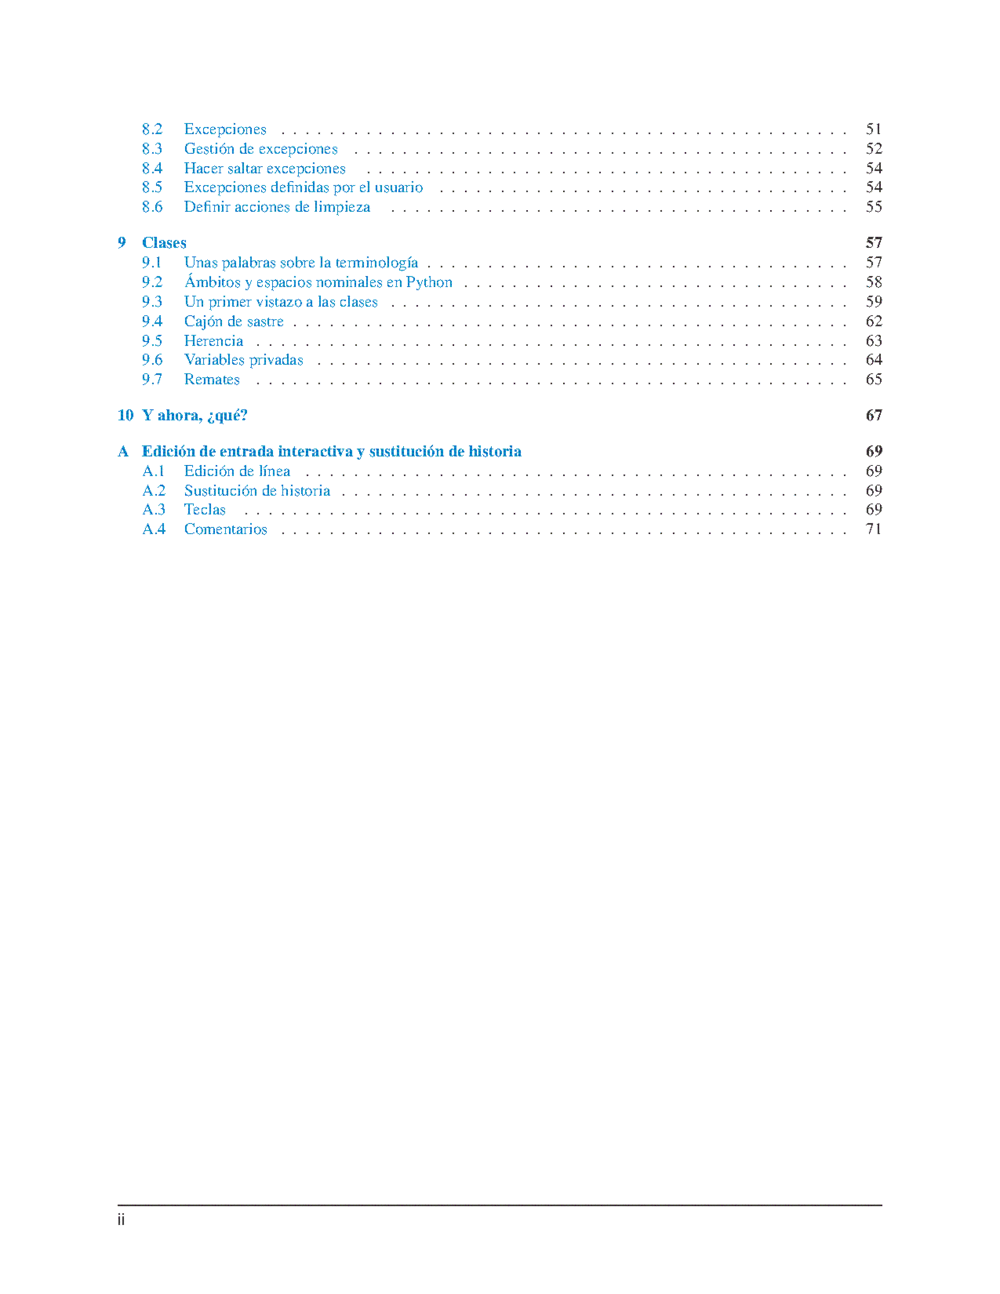 8.2 Excepciones . . . . . . . . . . . . . . . . . . . . . . . . . . . . . . . . . . . . . . . . . . . . . . . 51
8.3 Gestión de excepciones . . . . . . . . . . . . . . . . . . . . . . . . . . . . . . . . . . . . . . . . . 52
8.4 Hacer saltar excepciones . . . . . . . . . . . . . . . . . . . . . . . . . . . . . . . . . . . . . . . . 54
8.5 Excepciones definidas por el usuario . . . . . . . . . . . . . . . . . . . . . . . . . . . . . . . . . . 54
8.6 Definir acciones de limpieza . . . . . . . . . . . . . . . . . . . . . . . . . . . . . . . . . . . . . . 55
9 Clases 57
9.1 Unas palabras sobre la terminología . . . . . . . . . . . . . . . . . . . . . . . . . . . . . . . . . . . 57
9.2 Ámbitos y espacios nominales en Python . . . . . . . . . . . . . . . . . . . . . . . . . . . . . . . . 58
9.3 Un primer vistazo a las clases . . . . . . . . . . . . . . . . . . . . . . . . . . . . . . . . . . . . . . 59
9.4 Cajón de sastre . . . . . . . . . . . . . . . . . . . . . . . . . . . . . . . . . . . . . . . . . . . . . . 62
9.5 Herencia . . . . . . . . . . . . . . . . . . . . . . . . . . . . . . . . . . . . . . . . . . . . . . . . . 63
9.6 Variables privadas . . . . . . . . . . . . . . . . . . . . . . . . . . . . . . . . . . . . . . . . . . . . 64
9.7 Remates . . . . . . . . . . . . . . . . . . . . . . . . . . . . . . . . . . . . . . . . . . . . . . . . . 65
10 Y ahora, ¿qué? 67
A Edición de entrada interactiva y sustitución de historia 69
A.1 Edición de línea . . . . . . . . . . . . . . . . . . . . . . . . . . . . . . . . . . . . . . . . . . . . . 69
A.2 Sustitución de historia . . . . . . . . . . . . . . . . . . . . . . . . . . . . . . . . . . . . . . . . . . 69
A.3 Teclas . . . . . . . . . . . . . . . . . . . . . . . . . . . . . . . . . . . . . . . . . . . . . . . . . . 69
A.4 Comentarios . . . . . . . . . . . . . . . . . . . . . . . . . . . . . . . . . . . . . . . . . . . . . . . 71
ii